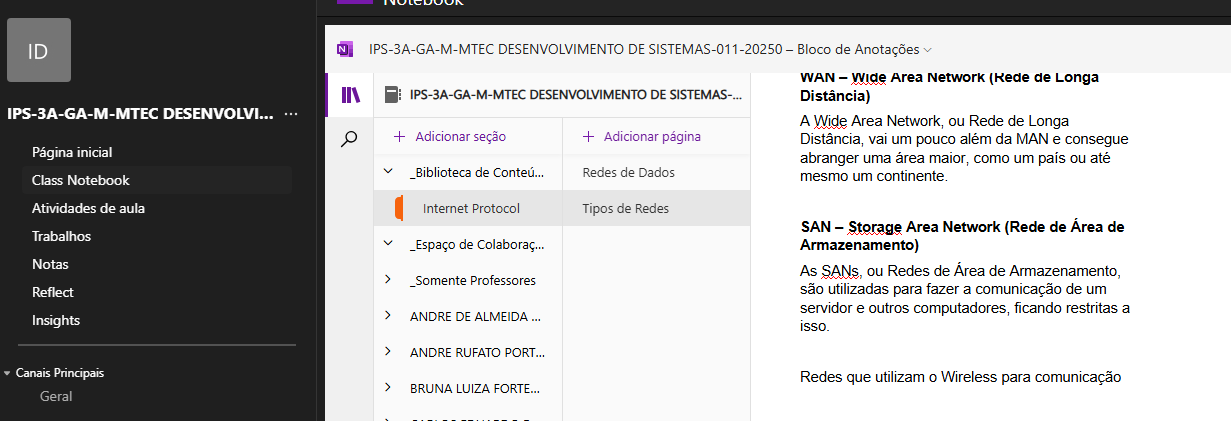 Notebook
ID
IPS-3A-GA-M-MTEC DESENVOLVI... ...
Página inicial
Class Notebook
Atividades de aula
Trabalhos
Notas
Reflect
Insights
Canais Principais
Geral
IPS-3A-GA-M-MTEC DESENVOLVIMENTO DE SISTEMAS-011-20250 – Bloco de Anotações
IPS-3A-GA-M-MTEC DESENVOLVIMENTO DE SISTEMAS-...
+ Adicionar seção
+ Adicionar página
_Biblioteca de Conteú...
Internet Protocol
_Espaço de Colaboraç...
_Somente Professores
ANDRE DE ALMEIDA ...
ANDRE RUFATO PORT...
BRUNA LUIZA FORTE...
Redes de Dados
Tipos de Redes
WAN – Wide Area Network (Rede de Longa
Distância)
A Wide Area Network, ou Rede de Longa
Distância, vai um pouco além da MAN e consegue
abranger uma área maior, como um país ou até
mesmo um continente.
SAN – Storage Area Network (Rede de Área de
Armazenamento)
As SANs, ou Redes de Área de Armazenamento,
são utilizadas para fazer a comunicação de um
servidor e outros computadores, ficando restritas a
isso.
Redes que utilizam o Wireless para comunicação